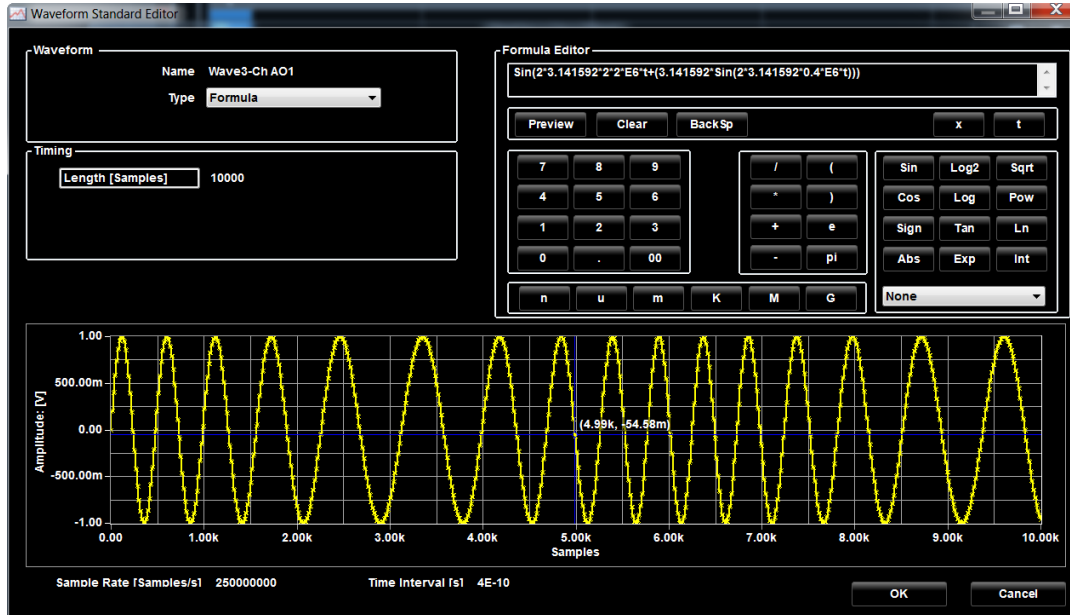 Waveform Standard Editor
Waveform
Name Wave3-Ch AO1
Type Formula
Timing
Length [Samples] 10000
Formula Editor
Sin(2*3.141592*2*2*E6*t+(3.141592*Sin(2*3.141592*0.4*E6*t)))
Preview Clear BackSp x t
7 8 9 / ( Sin Log2 Sqrt
4 5 6 * ) Cos Log Pow
1 2 3 + e Sign Tan Ln
0 . 00 - pi Abs Exp Int
n u m K M G None
1.00
500.00m
0.00
-500.00m
-1.00
Amplitude: [V]
(4.99k, -54.58m)
0.00 1.00k 2.00k 3.00k 4.00k 5.00k 6.00k 7.00k 8.00k 9.00k 10.00k
Samples
Sample Rate [Samples/s] 250000000 Time Interval [s] 4E-10
OK Cancel